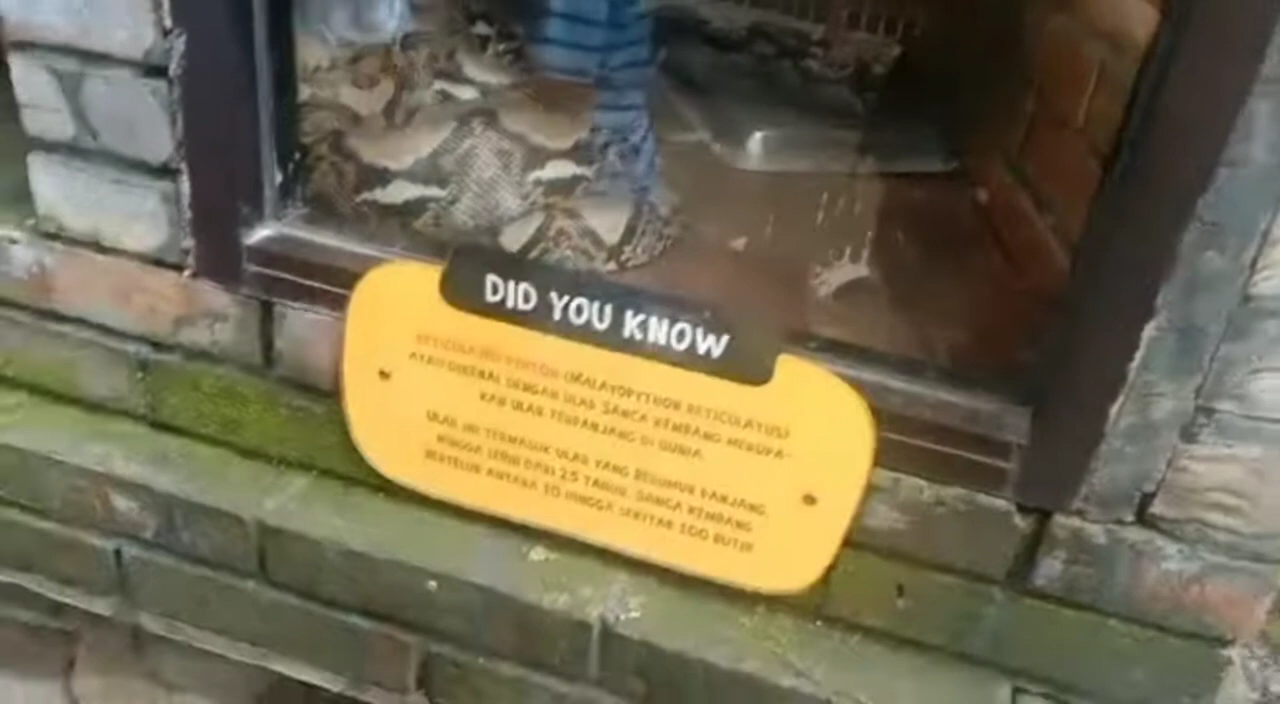 DID YOU KNOW
RETICULATED PYTHON (MALAYOPYTHON RETICULATUS)
ATAU DIKENAL DENGAN ULAR SANCA KEMBANG MERUPA-
KAN ULAR TERPANJANG DI DUNIA.
ULAR INI TERMASUK ULAR YANG BERUMUR PANJANG
HINGGA LEBIH DARI 25 TAHUN. SANCA KEMBANG
BERTELUR ANTARA 10 HINGGA SEKITAR 100 BUTIR